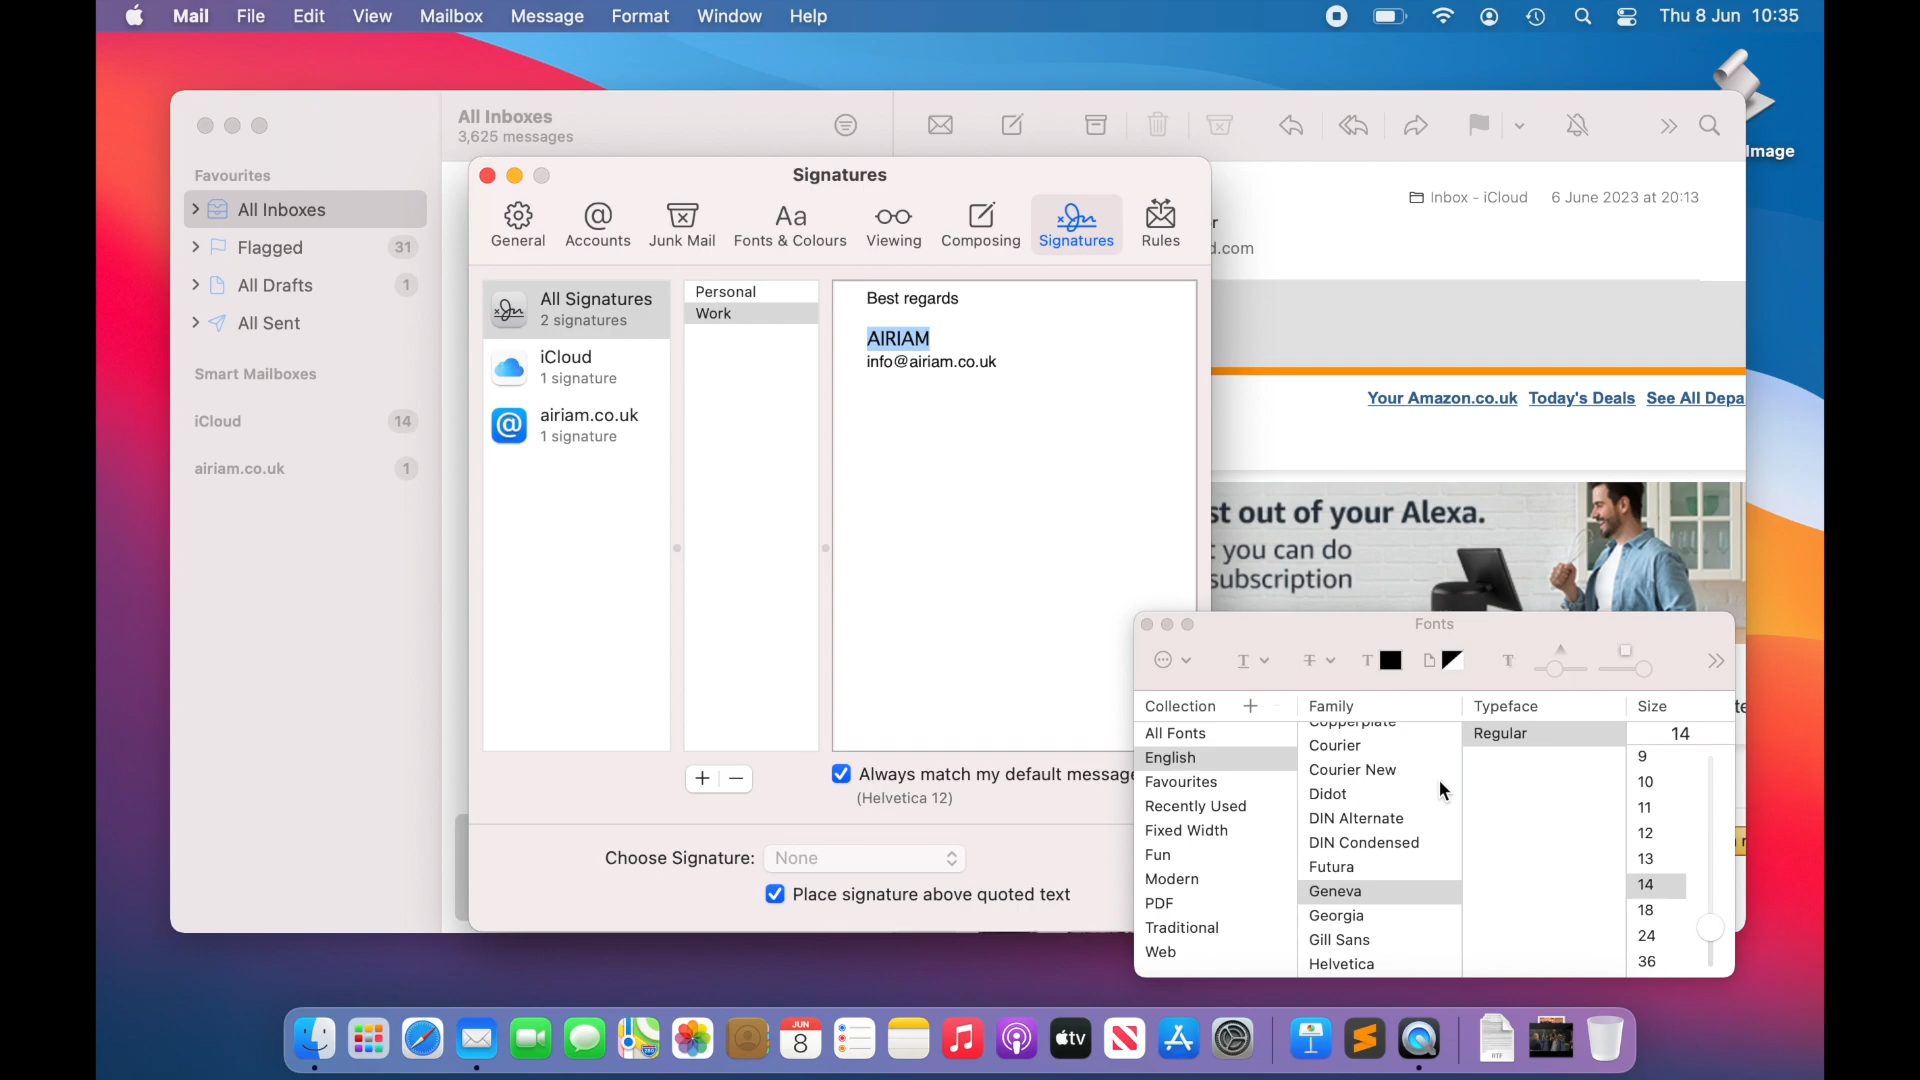 Mail File Edit View Mailbox Message Format Window Help
Thu 8 Jun 10:35
All Inboxes
3,625 messages
Image
Favourites
All Inboxes
Flagged 31
All Drafts 1
All Sent
Smart Mailboxes
iCloud 14
airiam.co.uk 1
Signatures
General Accounts Junk Mail Fonts & Colours Viewing Composing Signatures Rules
All Signatures
2 signatures
iCloud
1 signature
airiam.co.uk
1 signature
Personal
Work
Best regards
AIRIAM
info@airiam.co.uk
Always match my default message
(Helvetica 12)
Choose Signature: None
Place signature above quoted text
Inbox - iCloud 6 June 2023 at 20:13
d.com
Your Amazon.co.uk Today's Deals See All Depa
st out of your Alexa.
you can do
subscription
Fonts
Collection Family Typeface Size
All Fonts
English
Favourites
Recently Used
Fixed Width
Fun
Modern
PDF
Traditional
Web
Copperplate
Courier
Courier New
Didot
DIN Alternate
DIN Condensed
Futura
Geneva
Georgia
Gill Sans
Helvetica
Regular
14
9
10
11
12
13
14
18
24
36
JUN
8
tv
RTF